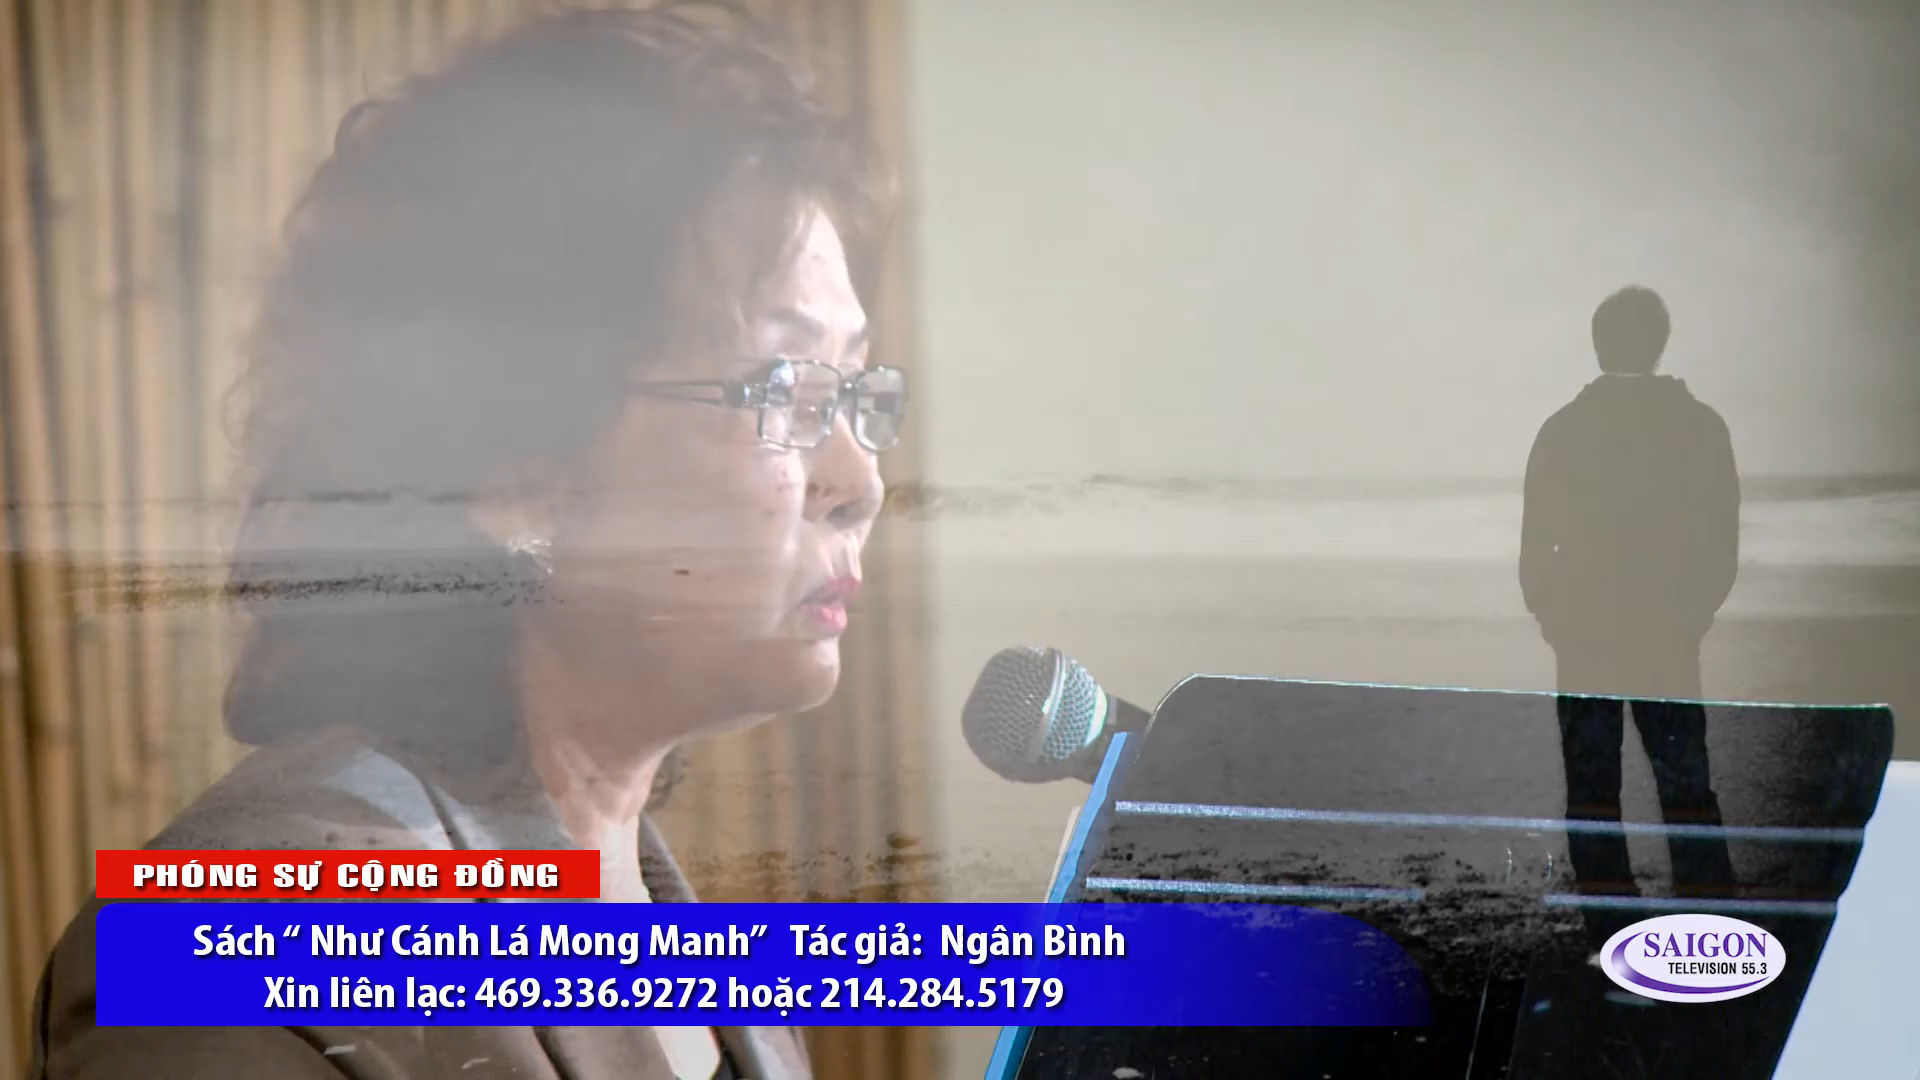 PHÓNG SỰ CỘNG ĐỒNG
Sách “ Như Cánh Lá Mong Manh” Tác giả: Ngân Bình
Xin liên lạc: 469.336.9272 hoặc 214.284.5179
SAIGON
TELEVISION 55.3